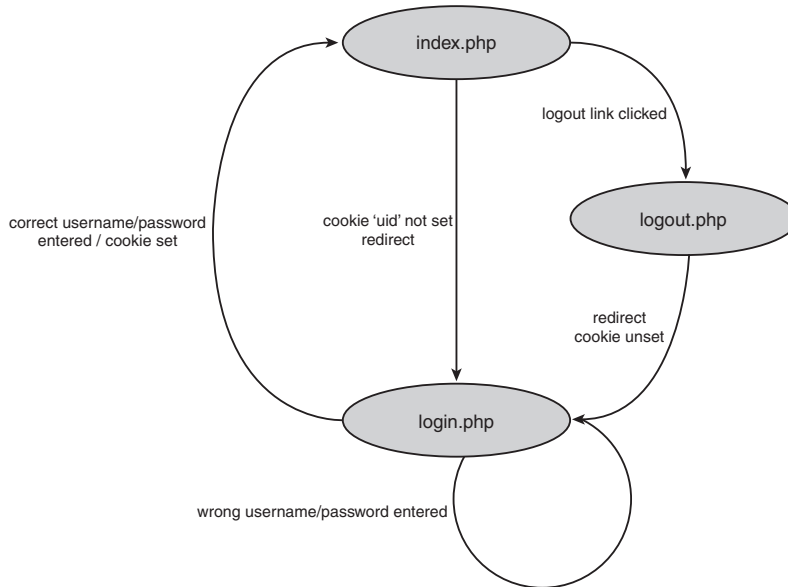 index.php
logout link clicked
correct username/password
entered / cookie set
cookie ‘uid’ not set
redirect
logout.php
redirect
cookie unset
login.php
wrong username/password entered